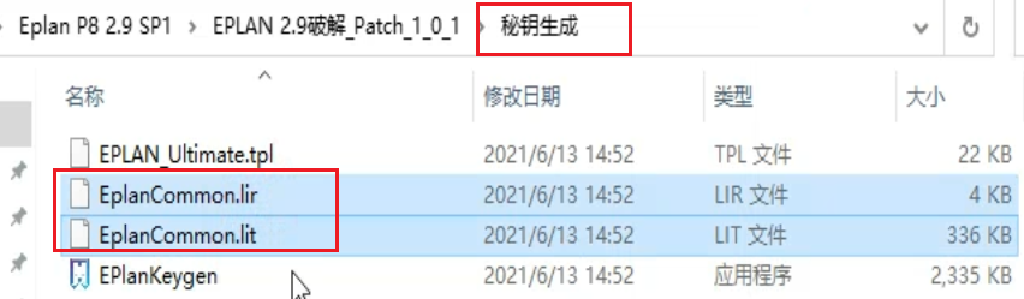 Eplan P8 2.9 SP1 > EPLAN 2.9破解_Patch_1_0_1 > 秘钥生成
名称 修改日期 类型 大小
EPLAN_Ultimate.tpl 2021/6/13 14:52 TPL 文件 22 KB
EplanCommon.lir 2021/6/13 14:52 LIR 文件 4 KB
EplanCommon.lit 2021/6/13 14:52 LIT 文件 336 KB
EPlanKeygen 2021/6/13 14:52 应用程序 2,335 KB